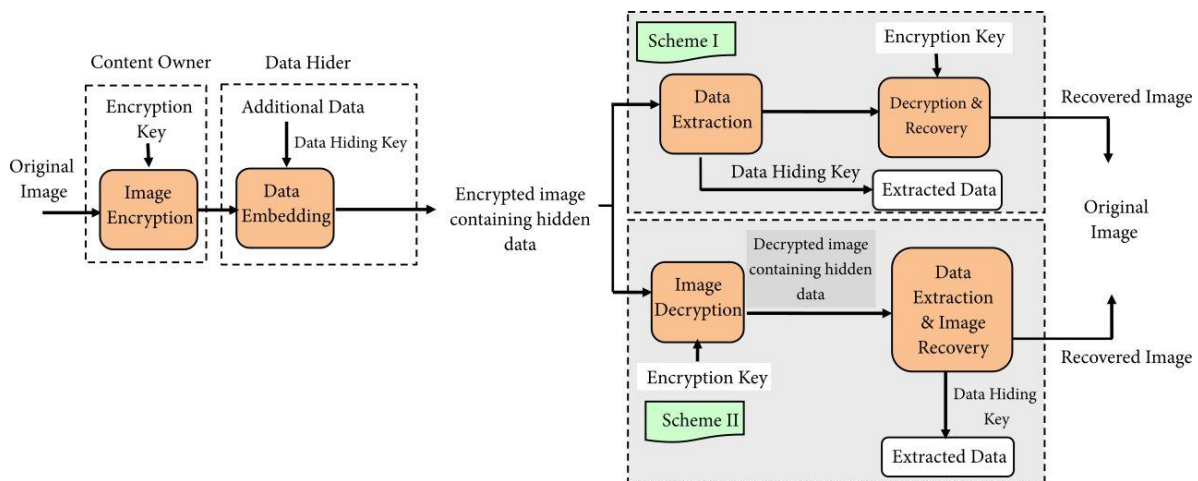 Content Owner
Data Hider
Encryption
Key
Additional Data
Data Hiding Key
Original
Image
Image
Encryption
Data
Embedding
Encrypted image
containing hidden
data
Scheme I
Encryption Key
Data
Extraction
Decryption &
Recovery
Recovered Image
Data Hiding Key
Extracted Data
Original
Image
Decrypted image
containing hidden
data
Image
Decryption
Data
Extraction
& Image
Recovery
Recovered Image
Encryption Key
Scheme II
Data Hiding
Key
Extracted Data